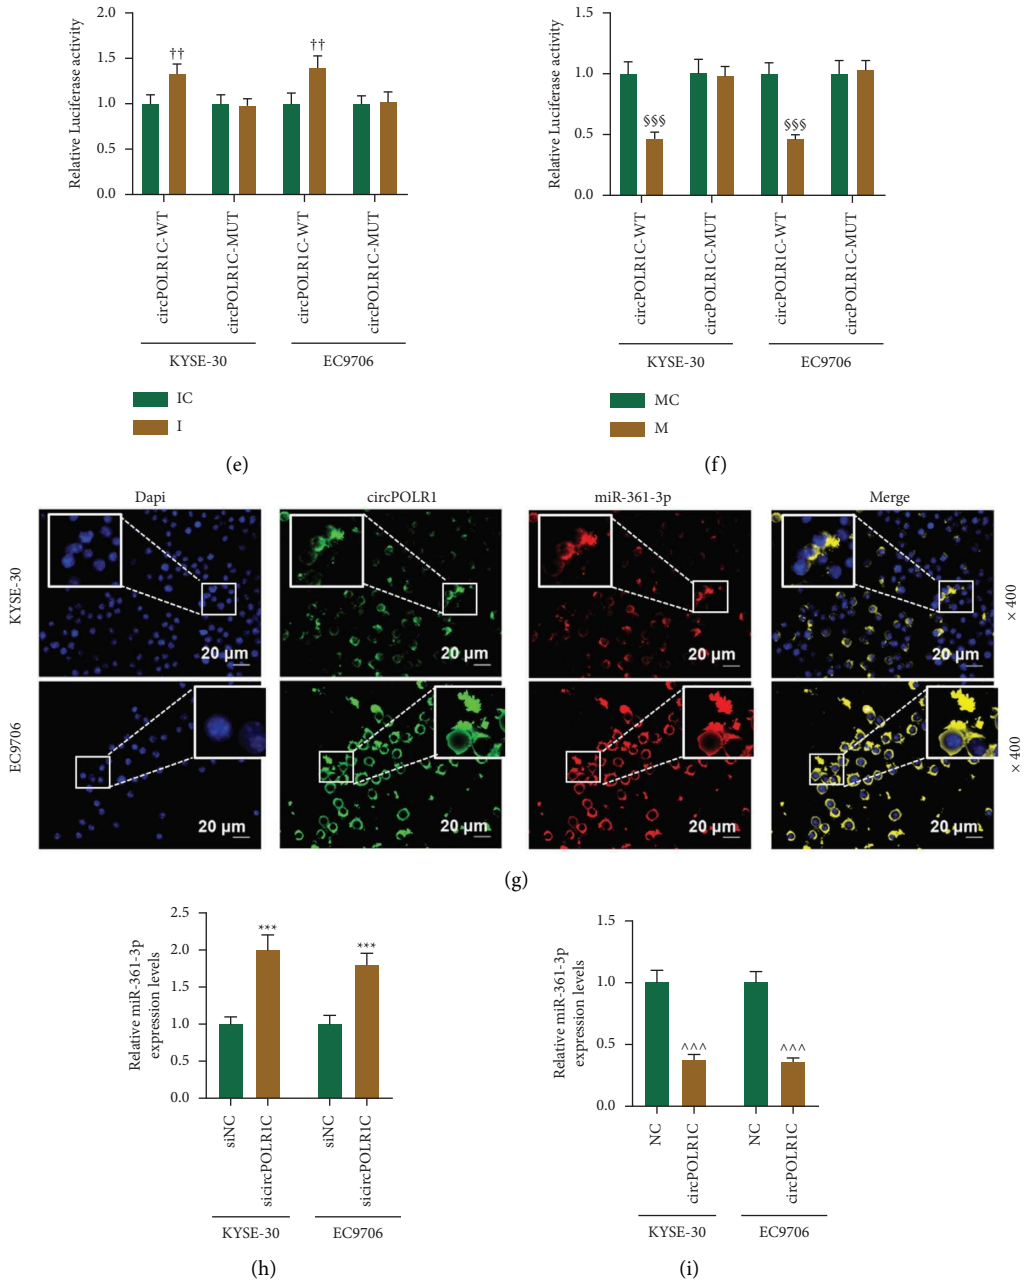 Relative Luciferase activity
2.0
1.5
1.0
0.5
0.0
††
††
circPOLR1C-WT
circPOLR1C-MUT
circPOLR1C-WT
circPOLR1C-MUT
KYSE-30
EC9706
IC
I
(e)
Relative Luciferase activity
1.5
1.0
0.5
0.0
§§§
§§§
circPOLR1C-WT
circPOLR1C-MUT
circPOLR1C-WT
circPOLR1C-MUT
KYSE-30
EC9706
MC
M
(f)
Dapi
circPOLR1
miR-361-3p
Merge
KYSE-30
20 µm
20 µm
20 µm
20 µm
× 400
EC9706
20 µm
20 µm
20 µm
20 µm
× 400
(g)
Relative miR-361-3p
expression levels
2.5
2.0
1.5
1.0
0.5
0.0
***
***
siNC
sicircPOLR1C
siNC
sicircPOLR1C
KYSE-30
EC9706
(h)
Relative miR-361-3p
expression levels
1.5
1.0
0.5
0.0
^^^
^^^
NC
circPOLR1C
NC
circPOLR1C
KYSE-30
EC9706
(i)